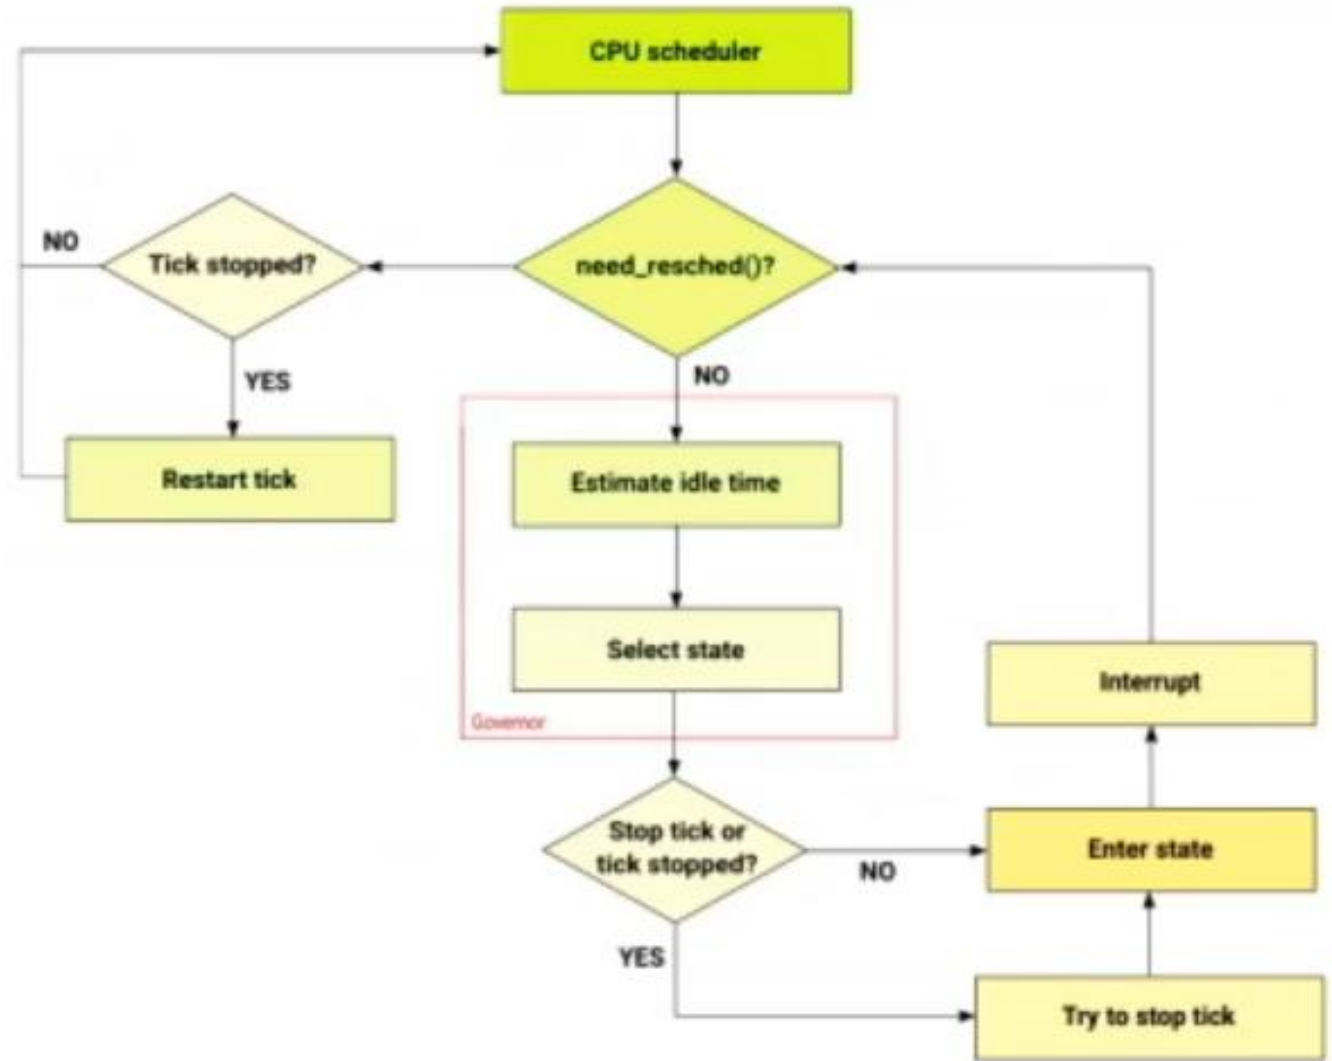 CPU scheduler
NO
Tick stopped?
need_resched()?
YES
NO
Restart tick
Estimate idle time
Select state
Interrupt
Governor
Stop tick or
tick stopped?
NO
Enter state
YES
Try to stop tick